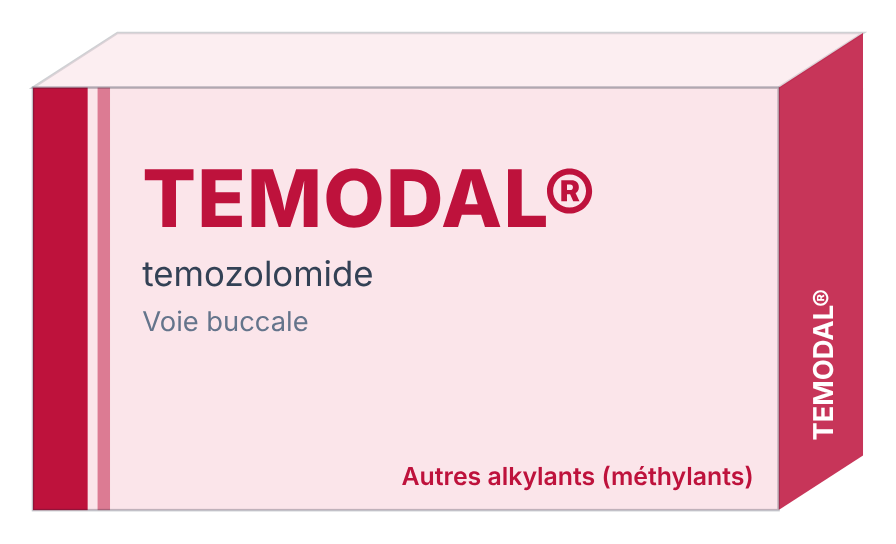 TEMODAL®
temozolomide
Voie buccale
Autres alkylants (méthylants)
TEMODAL®